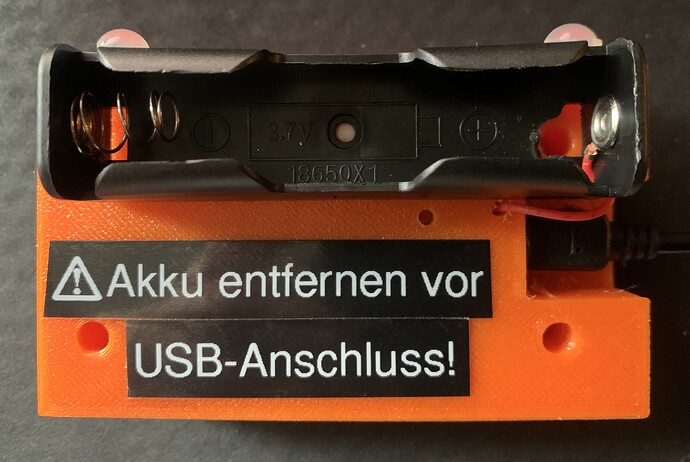 3.7V
18650X1
⚠Akku entfernen vor
USB-Anschluss!